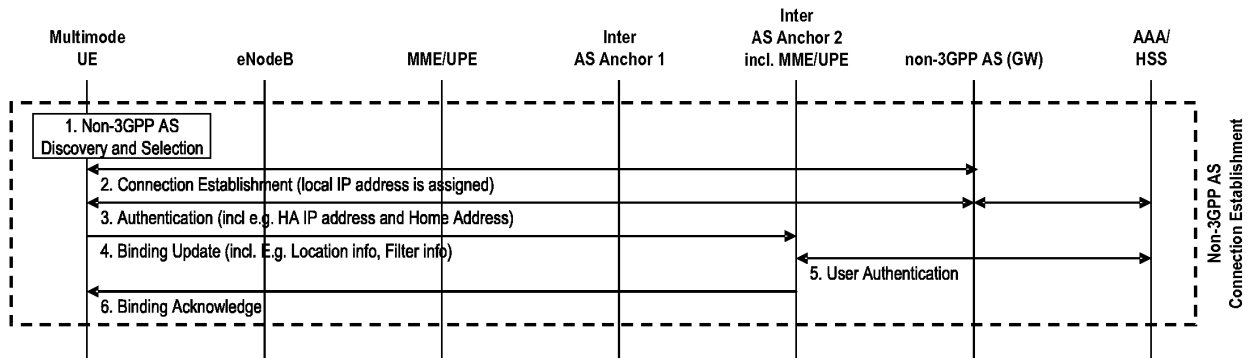 Multimode
UE
eNodeB
MME/UPE
Inter
AS Anchor 1
Inter
AS Anchor 2
incl. MME/UPE
non-3GPP AS (GW)
AAA/
HSS
1. Non-3GPP AS
Discovery and Selection
2. Connection Establishment (local IP address is assigned)
3. Authentication (incl e.g. HA IP address and Home Address)
4. Binding Update (incl. E.g. Location info, Filter info)
5. User Authentication
6. Binding Acknowledge
Non-3GPP AS
Connection Establishment